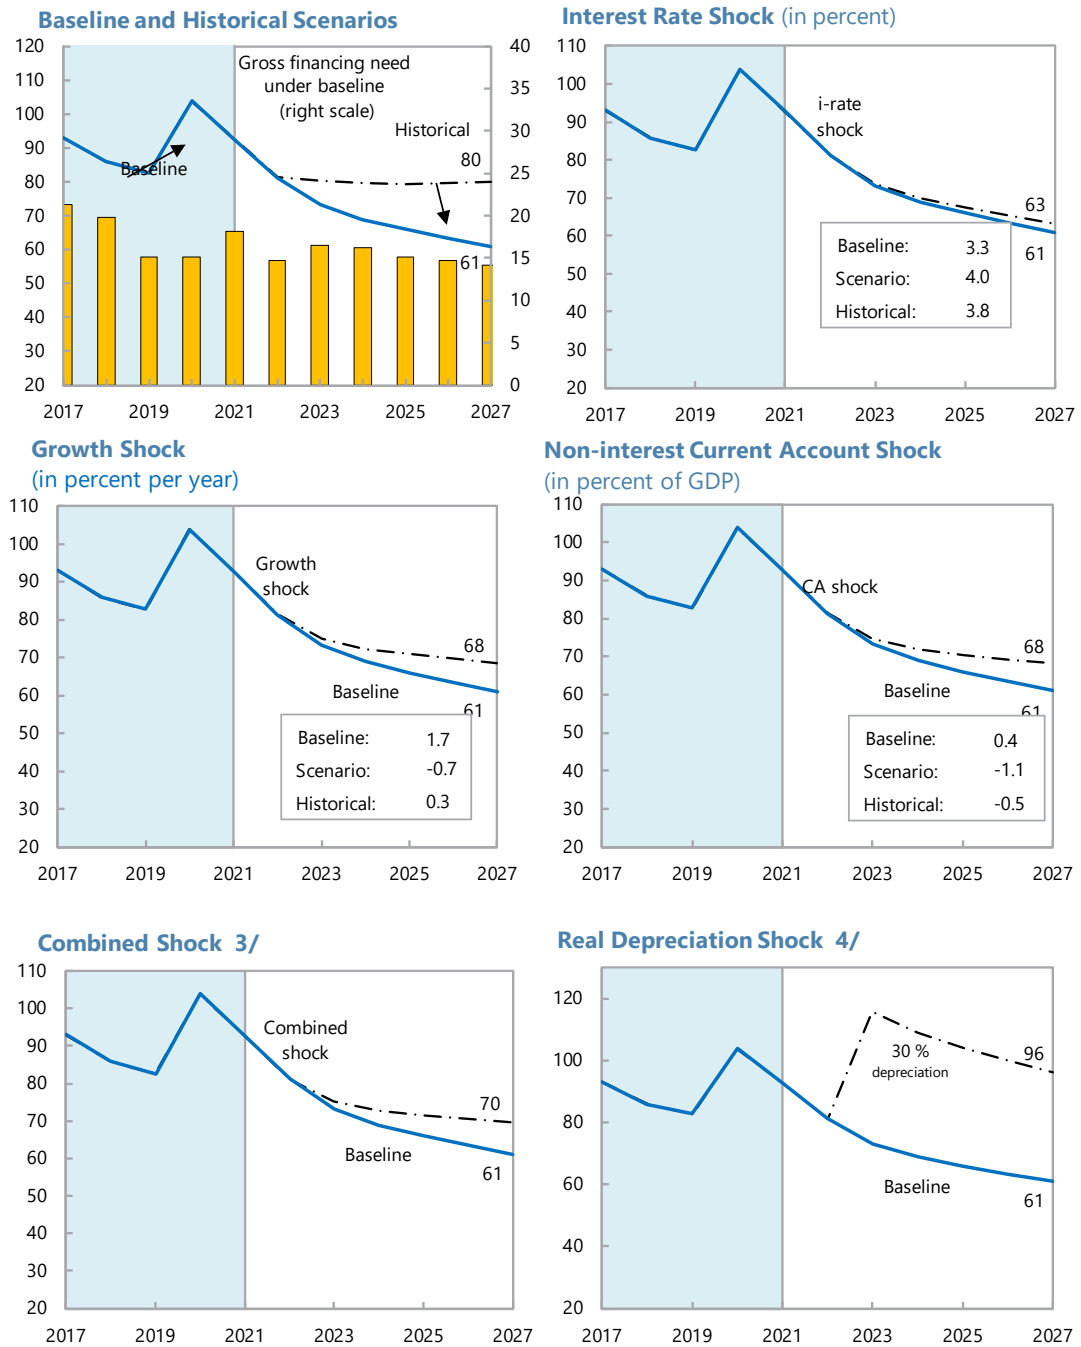 Baseline and Historical Scenarios
120
110
100
90
80
70
60
50
40
30
20
40
35
30
25
20
15
10
5
0
Gross financing need
under baseline
(right scale)
Historical
Baseline
80
61
2017 2019 2021 2023 2025 2027
Interest Rate Shock (in percent)
110
100
90
80
70
60
50
40
30
20
i-rate
shock
63
61
Baseline: 3.3
Scenario: 4.0
Historical: 3.8
2017 2019 2021 2023 2025 2027
Growth Shock
(in percent per year)
110
100
90
80
70
60
50
40
30
20
Growth
shock
68
Baseline
61
Baseline: 1.7
Scenario: -0.7
Historical: 0.3
2017 2019 2021 2023 2025 2027
Non-interest Current Account Shock
(in percent of GDP)
110
100
90
80
70
60
50
40
30
20
CA shock
68
Baseline
61
Baseline: 0.4
Scenario: -1.1
Historical: -0.5
2017 2019 2021 2023 2025 2027
Combined Shock 3/
110
100
90
80
70
60
50
40
30
20
Combined
shock
70
Baseline
61
2017 2019 2021 2023 2025 2027
Real Depreciation Shock 4/
120
100
80
60
40
20
30 %
depreciation
96
Baseline
61
2017 2019 2021 2023 2025 2027